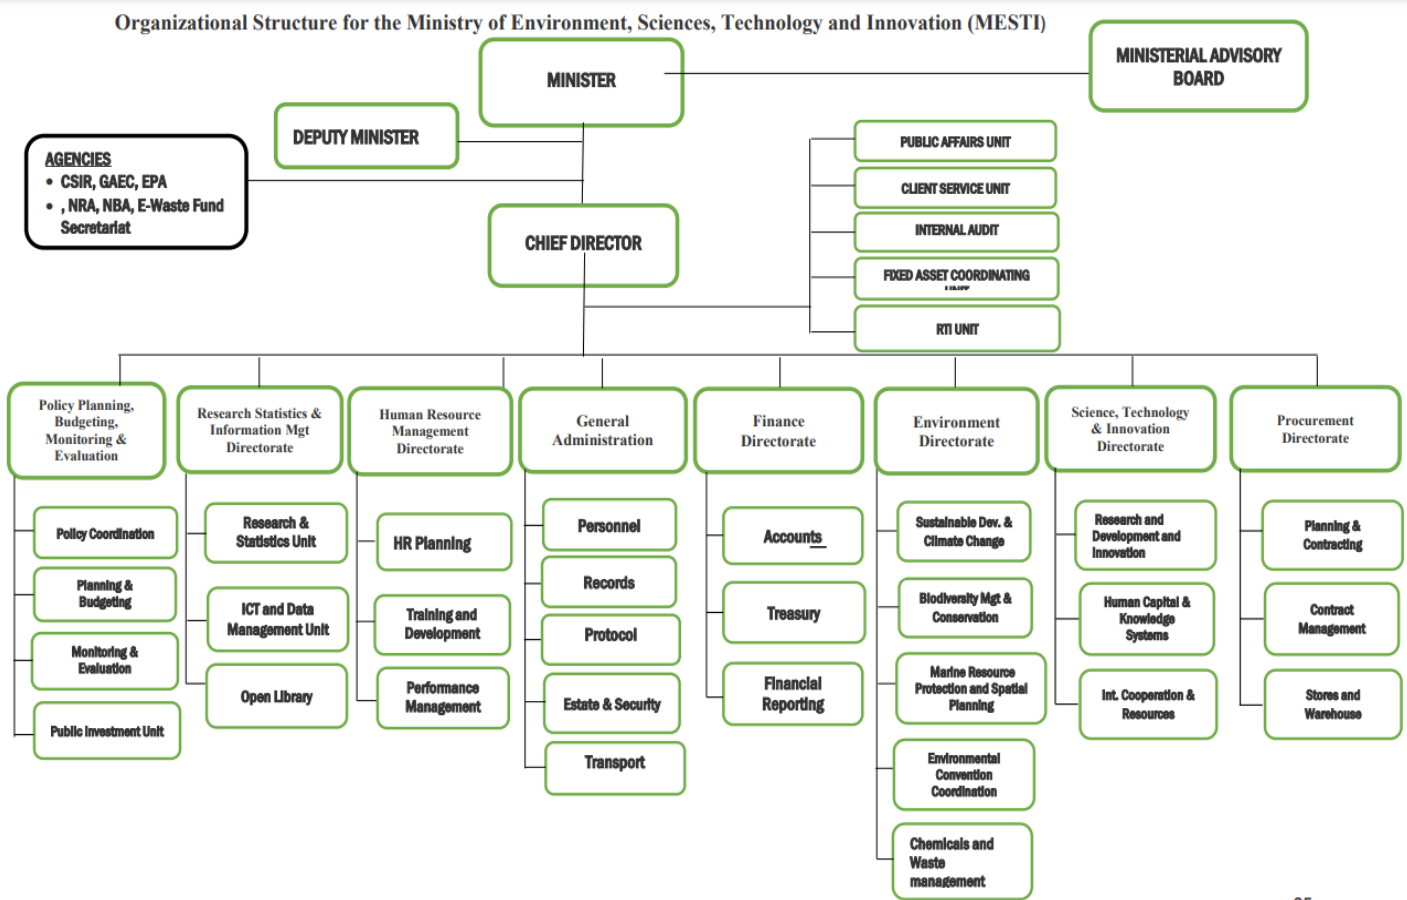 Organizational Structure for the Ministry of Environment, Sciences, Technology and Innovation (MESTI)
MINISTER
MINISTERIAL ADVISORY
BOARD
DEPUTY MINISTER
AGENCIES
• CSIR, GAEC, EPA
• , NRA, NBA, E-Waste Fund
Secretariat
CHIEF DIRECTOR
PUBLIC AFFAIRS UNIT
CLIENT SERVICE UNIT
INTERNAL AUDIT
FIXED ASSET COORDINATING
RTI UNIT
Policy Planning,
Budgeting,
Monitoring &
Evaluation
Policy Coordination
Planning &
Budgeting
Monitoring &
Evaluation
Public Investment Unit
Research Statistics &
Information Mgt
Directorate
Research &
Statistics Unit
ICT and Data
Management Unit
Open Library
Human Resource
Management
Directorate
HR Planning
Training and
Development
Performance
Management
General
Administration
Personnel
Records
Protocol
Estate & Security
Transport
Finance
Directorate
Accounts
Treasury
Financial
Reporting
Environment
Directorate
Sustainable Dev. &
Climate Change
Biodiversity Mgt &
Conservation
Marine Resource
Protection and Spatial
Planning
Environmental
Convention
Coordination
Chemicals and
Waste
management
Science, Technology
& Innovation
Directorate
Research and
Development and
Innovation
Human Capital &
Knowledge
Systems
Int. Cooperation &
Resources
Procurement
Directorate
Planning &
Contracting
Contract
Management
Stores and
Warehouse